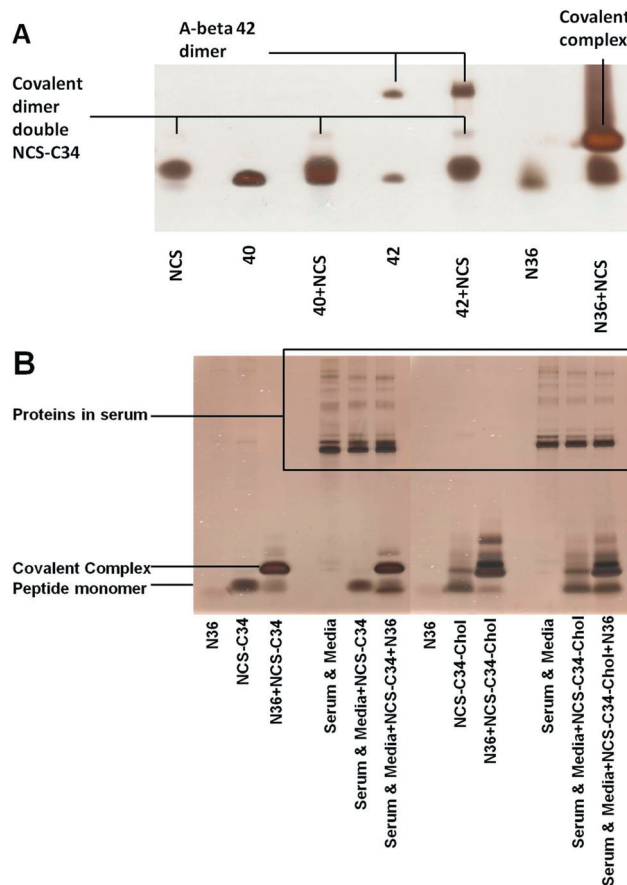 A
A-beta 42
dimer
Covalent
complex
Covalent
dimer
double
NCS-C34
NCS
40
40+NCS
42
42+NCS
N36
N36+NCS
B
Proteins in serum
Covalent Complex
Peptide monomer
N36
NCS-C34
N36+NCS-C34
Serum & Media
Serum & Media+NCS-C34
Serum & Media+NCS-C34+N36
N36
NCS-C34-Chol
N36+NCS-C34-Chol
Serum & Media
Serum & Media+NCS-C34-Chol
Serum & Media+NCS-C34-Chol+N36